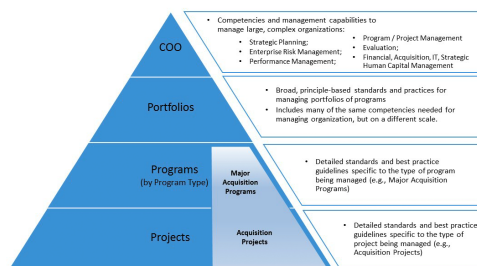 • Competencies and management capabilities to
manage large, complex organizations:
• Strategic Planning;
• Enterprise Risk Management;
• Performance Management;
• Program / Project Management
• Evaluation;
• Financial, Acquisition, IT, Strategic
Human Capital Management
COO
• Broad, principle-based standards and practices for
managing portfolios of programs
• Includes many of the same competencies needed for
managing organization, but on a different scale.
Portfolios
• Detailed standards and best practice
guidelines specific to the type of program
being managed (e.g., Major Acquisition
Programs)
Programs
(by Program Type)
Major
Acquisition
Programs
• Detailed standards and best practice
guidelines specific to the type of
project being managed (e.g.,
Acquisition Projects)
Projects
Acquisition
Projects